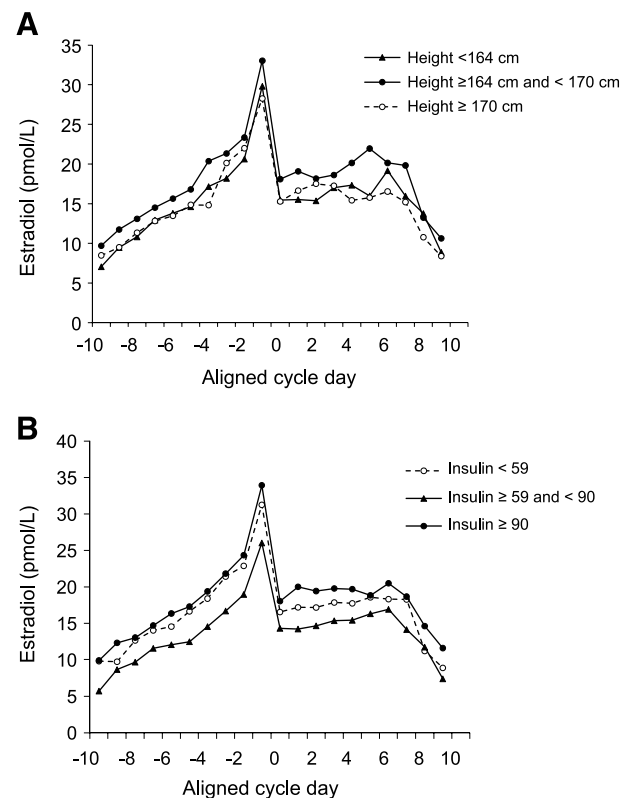 A
35
30
25
20
15
10
5
0
Estradiol (pmol/L)
-10 -8 -6 -4 -2 0 2 4 6 8 10
Aligned cycle day
Height <164 cm
Height ≥164 cm and < 170 cm
Height ≥ 170 cm
B
40
35
30
25
20
15
10
5
0
Estradiol (pmol/L)
-10 -8 -6 -4 -2 0 2 4 6 8 10
Aligned cycle day
Insulin < 59
Insulin ≥ 59 and < 90
Insulin ≥ 90